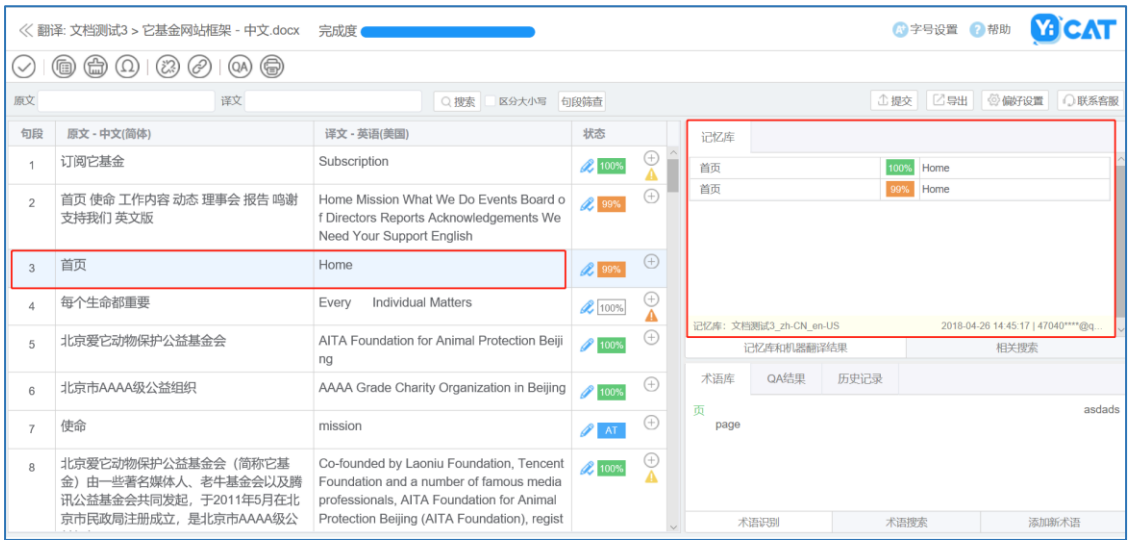 翻译: 文档测试3 > 它基金网站框架 - 中文.docx 完成度 字号设置 帮助 YiCAT
QA
原文 译文 搜索 区分大小写 句段筛查 提交 导出 偏好设置 联系客服
句段 原文 - 中文(简体) 译文 - 英语(美国) 状态
1 订阅它基金 Subscription 100%
2 首页 使命 工作内容 动态 理事会 报告 鸣谢
支持我们 英文版
Home Mission What We Do Events Board o
f Directors Reports Acknowledgements We
Need Your Support English
99%
3 首页 Home 99%
4 每个生命都重要 Every Individual Matters 100%
5 北京爱它动物保护公益基金会
AITA Foundation for Animal Protection Beiji
ng
100%
6 北京市AAAA级公益组织 AAAA Grade Charity Organization in Beijing 100%
7 使命 mission AT
8 北京爱它动物保护公益基金会（简称它基
金）由一些著名媒体人、老牛基金会以及腾
讯公益基金会共同发起，于2011年5月在北
京市民政局注册成立，是北京市AAAA级公
Co-founded by Laoniu Foundation, Tencent
Foundation and a number of famous media
professionals, AITA Foundation for Animal
Protection Beijing (AITA Foundation), regist
100%
记忆库
首页 100% Home
首页 99% Home
记忆库：文档测试3_zh-CN_en-US 2018-04-26 14:45:17 | 47040****@q...
记忆库和机器翻译结果 相关搜索
术语库 QA结果 历史记录
页 asdads
page
术语识别 术语搜索 添加新术语